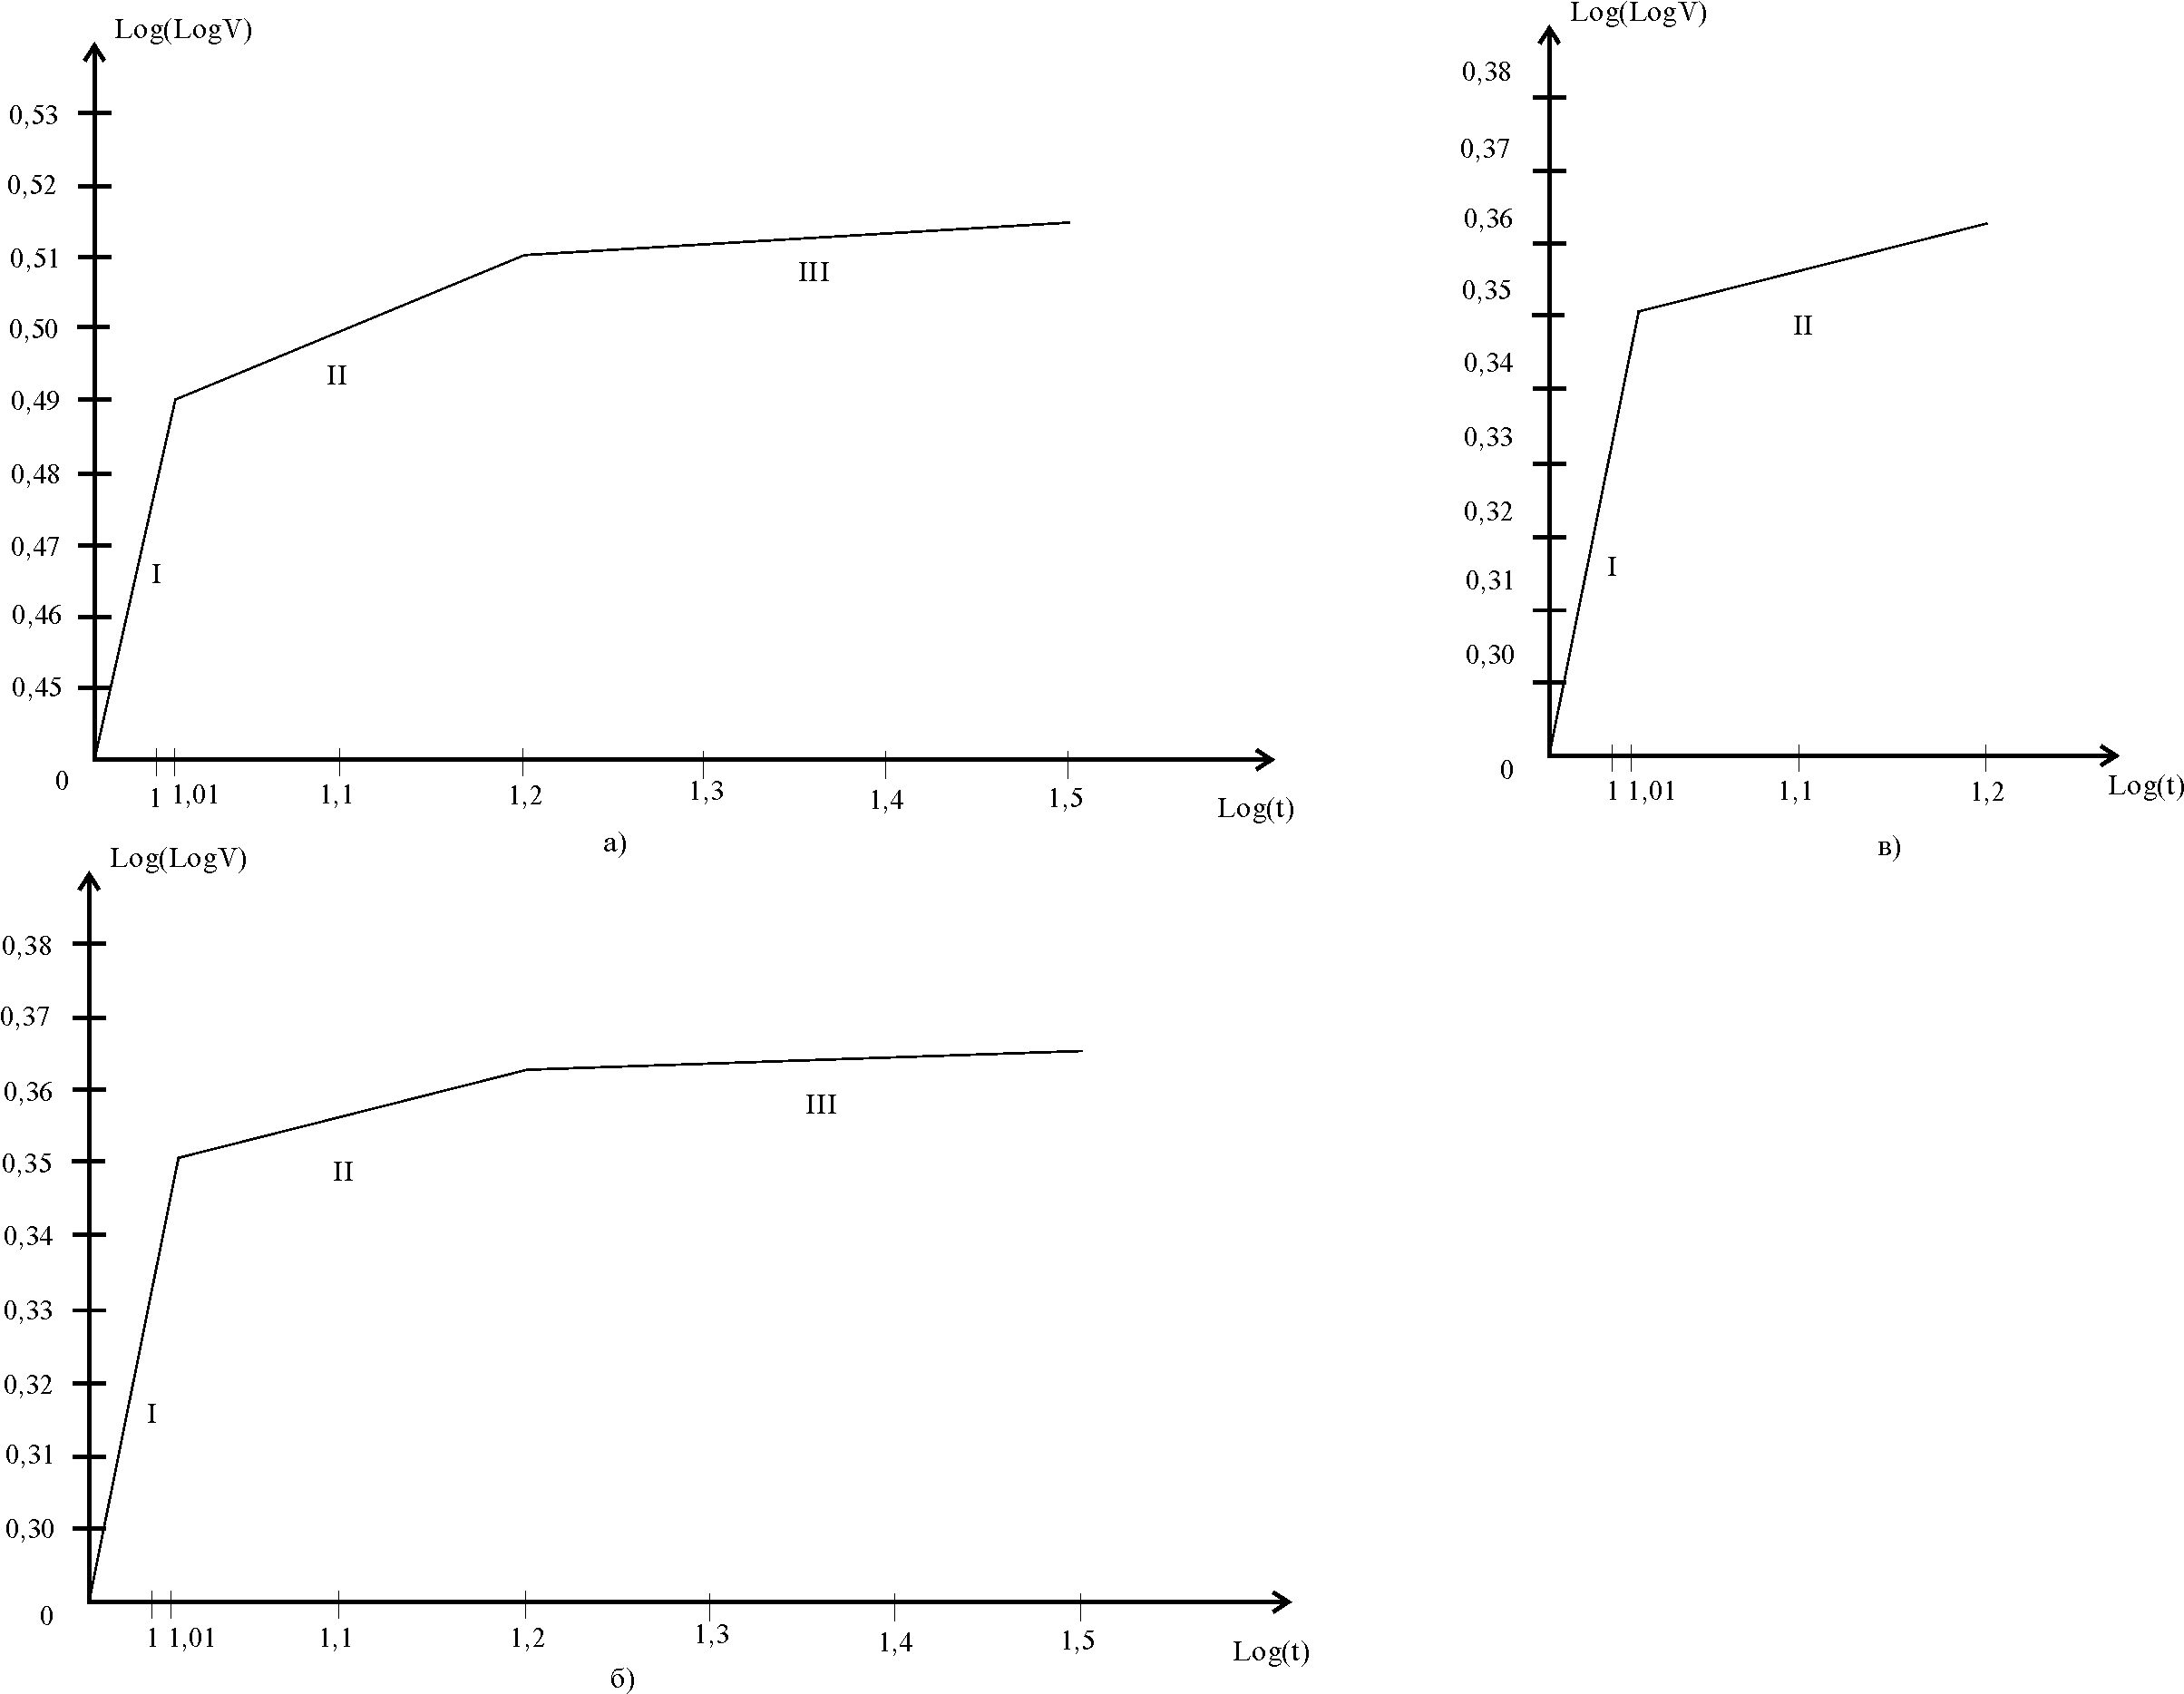 Log(LogV)
0,53
0,52
0,51
0,50
0,49
0,48
0,47
0,46
0,45
0
I
II
III
1 1,01 1,1 1,2 1,3 1,4 1,5
Log(t)
а)
Log(LogV)
0,38
0,37
0,36
0,35
0,34
0,33
0,32
0,31
0,30
0
I
II
1 1,01 1,1 1,2
Log(t)
в)
Log(LogV)
0,38
0,37
0,36
0,35
0,34
0,33
0,32
0,31
0,30
0
I
II
III
1 1,01 1,1 1,2 1,3 1,4 1,5
Log(t)
б)